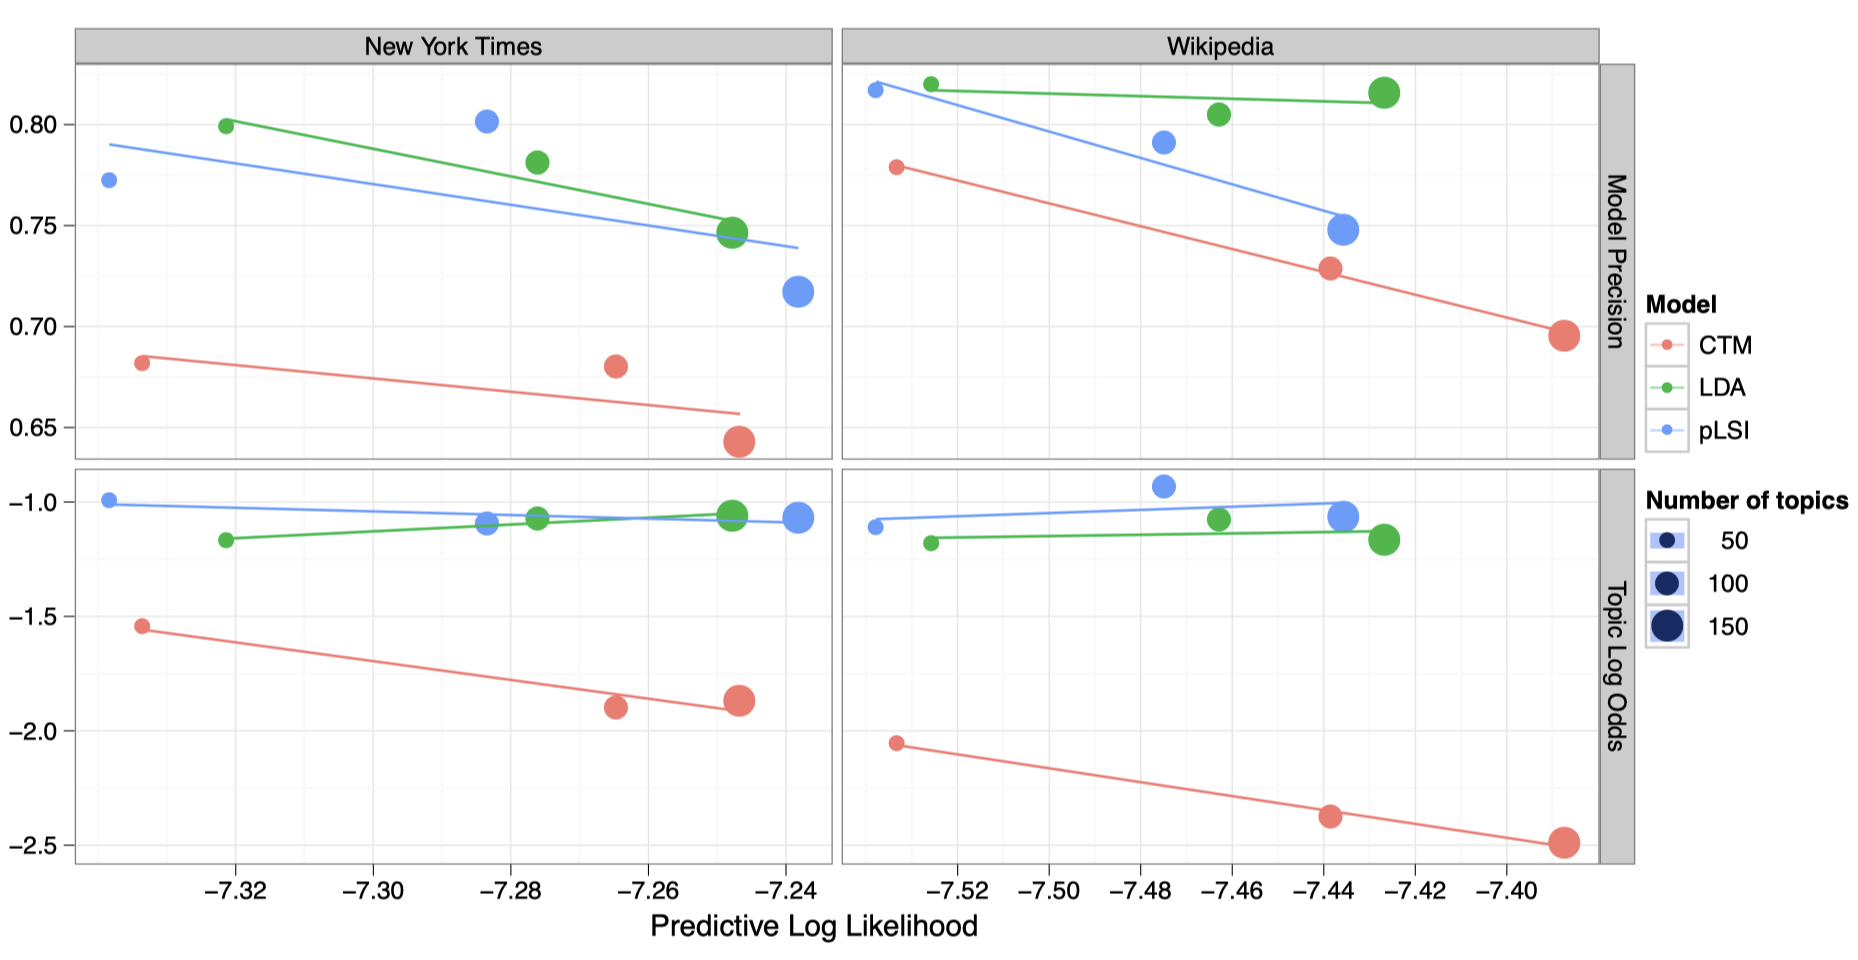 New York Times
Wikipedia
0.80
0.75
0.70
0.65
Model Precision
−1.0
−1.5
−2.0
−2.5
Topic Log Odds
−7.32 −7.30 −7.28 −7.26 −7.24
−7.52 −7.50 −7.48 −7.46 −7.44 −7.42 −7.40
Predictive Log Likelihood
Model
CTM
LDA
pLSI
Number of topics
50
100
150